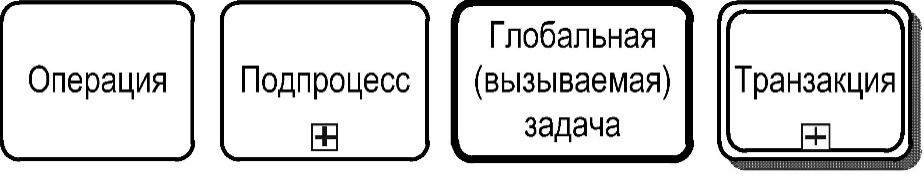 Операция
Подпроцесс
Глобальная
(вызываемая)
задача
Транзакция